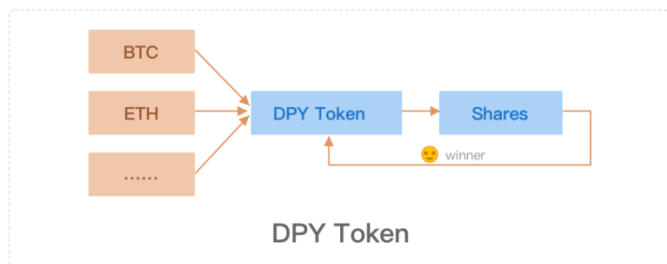 BTC
ETH
......
DPY Token
Shares
winner
DPY Token